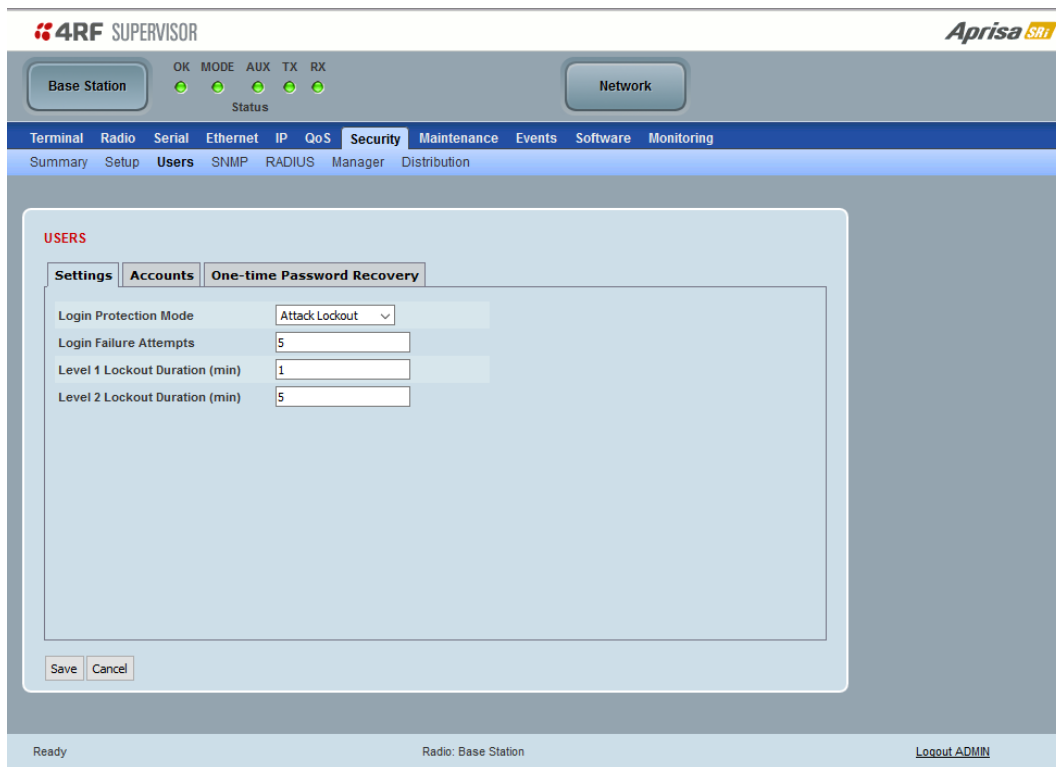 4RF SUPERVISOR
Aprisa SRi
OK MODE AUX TX RX
Base Station
Status
Network
Terminal Radio Serial Ethernet IP QoS Security Maintenance Events Software Monitoring
Summary Setup Users SNMP RADIUS Manager Distribution
USERS
Settings Accounts One-time Password Recovery
Login Protection Mode Attack Lockout
Login Failure Attempts 5
Level 1 Lockout Duration (min) 1
Level 2 Lockout Duration (min) 5
Save Cancel
Ready Radio: Base Station Logout ADMIN